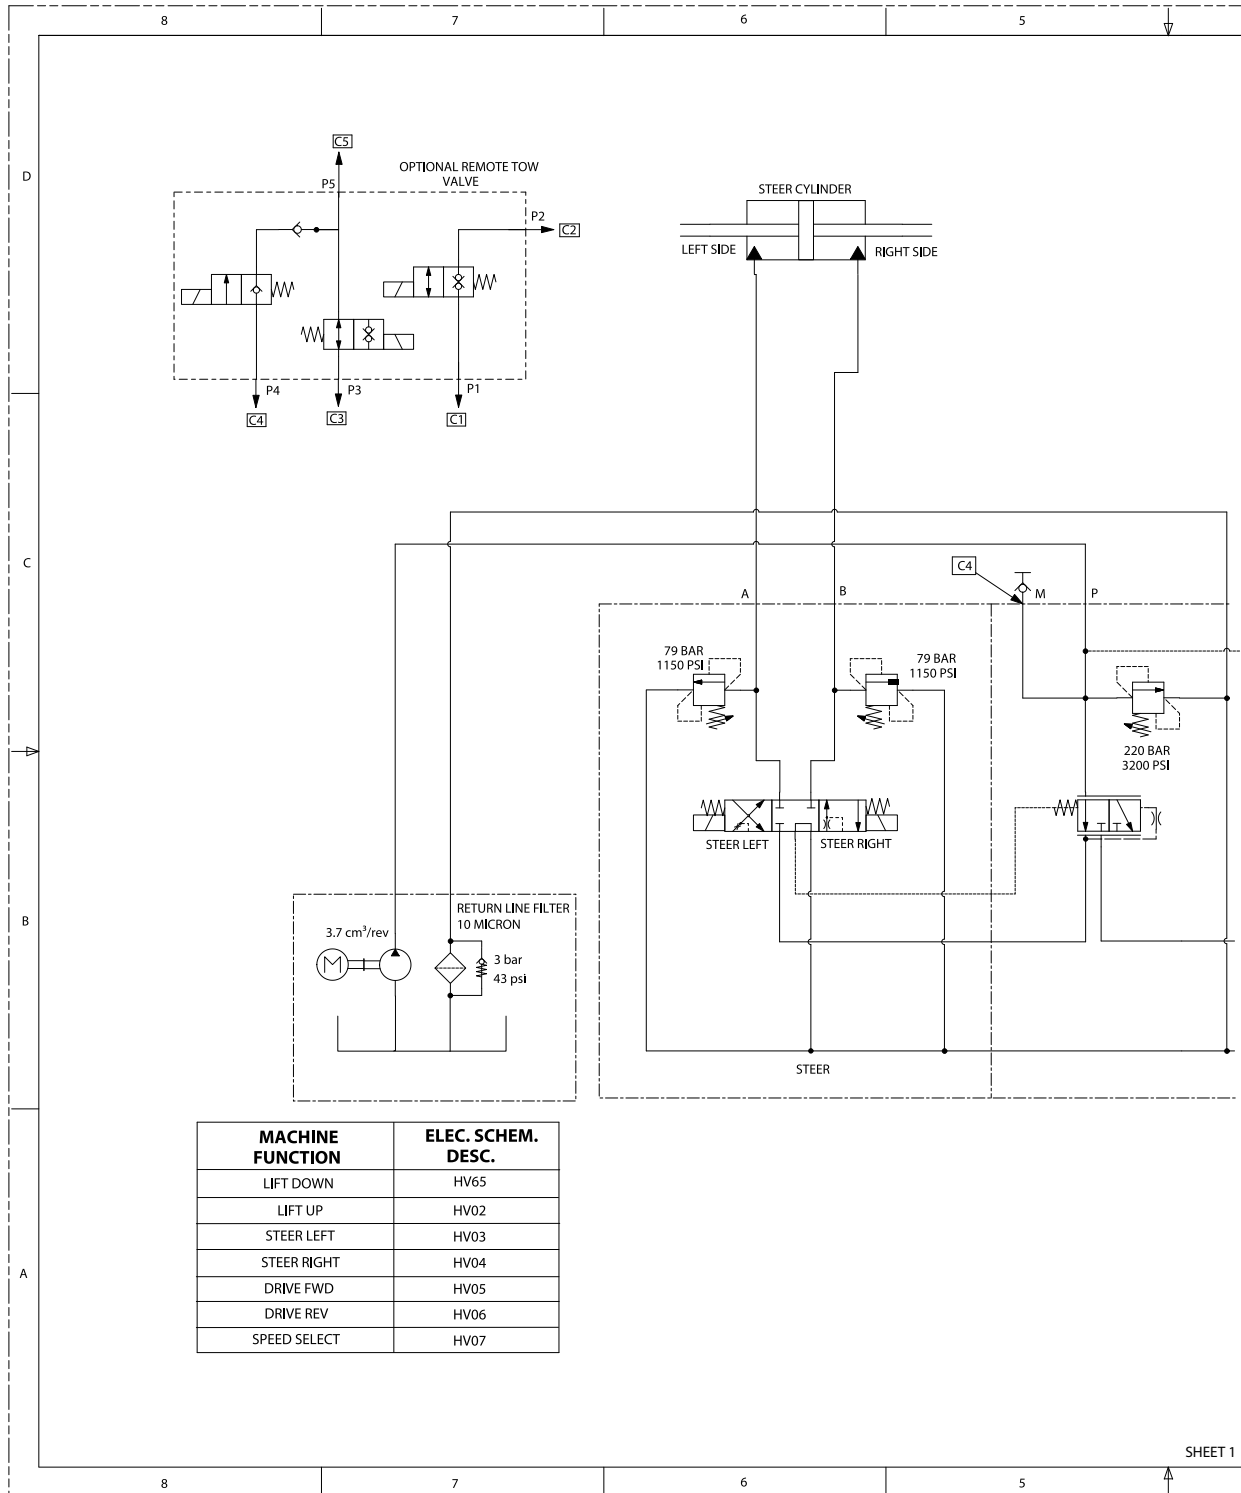 8 7 6 5
D
C5
OPTIONAL REMOTE TOW
VALVE
P5
P2
C2
P4 P3 P1
C4 C3 C1
STEER CYLINDER
LEFT SIDE
RIGHT SIDE
C
C4
A B M P
79 BAR
1150 PSI
79 BAR
1150 PSI
220 BAR
3200 PSI
STEER LEFT STEER RIGHT
B
RETURN LINE FILTER
10 MICRON
3.7 cm³/rev
M
3 bar
43 psi
STEER
MACHINE
FUNCTION
ELEC. SCHEM.
DESC.
LIFT DOWN HV65
LIFT UP HV02
STEER LEFT HV03
STEER RIGHT HV04
DRIVE FWD HV05
DRIVE REV HV06
SPEED SELECT HV07
A
SHEET 1
8 7 6 5